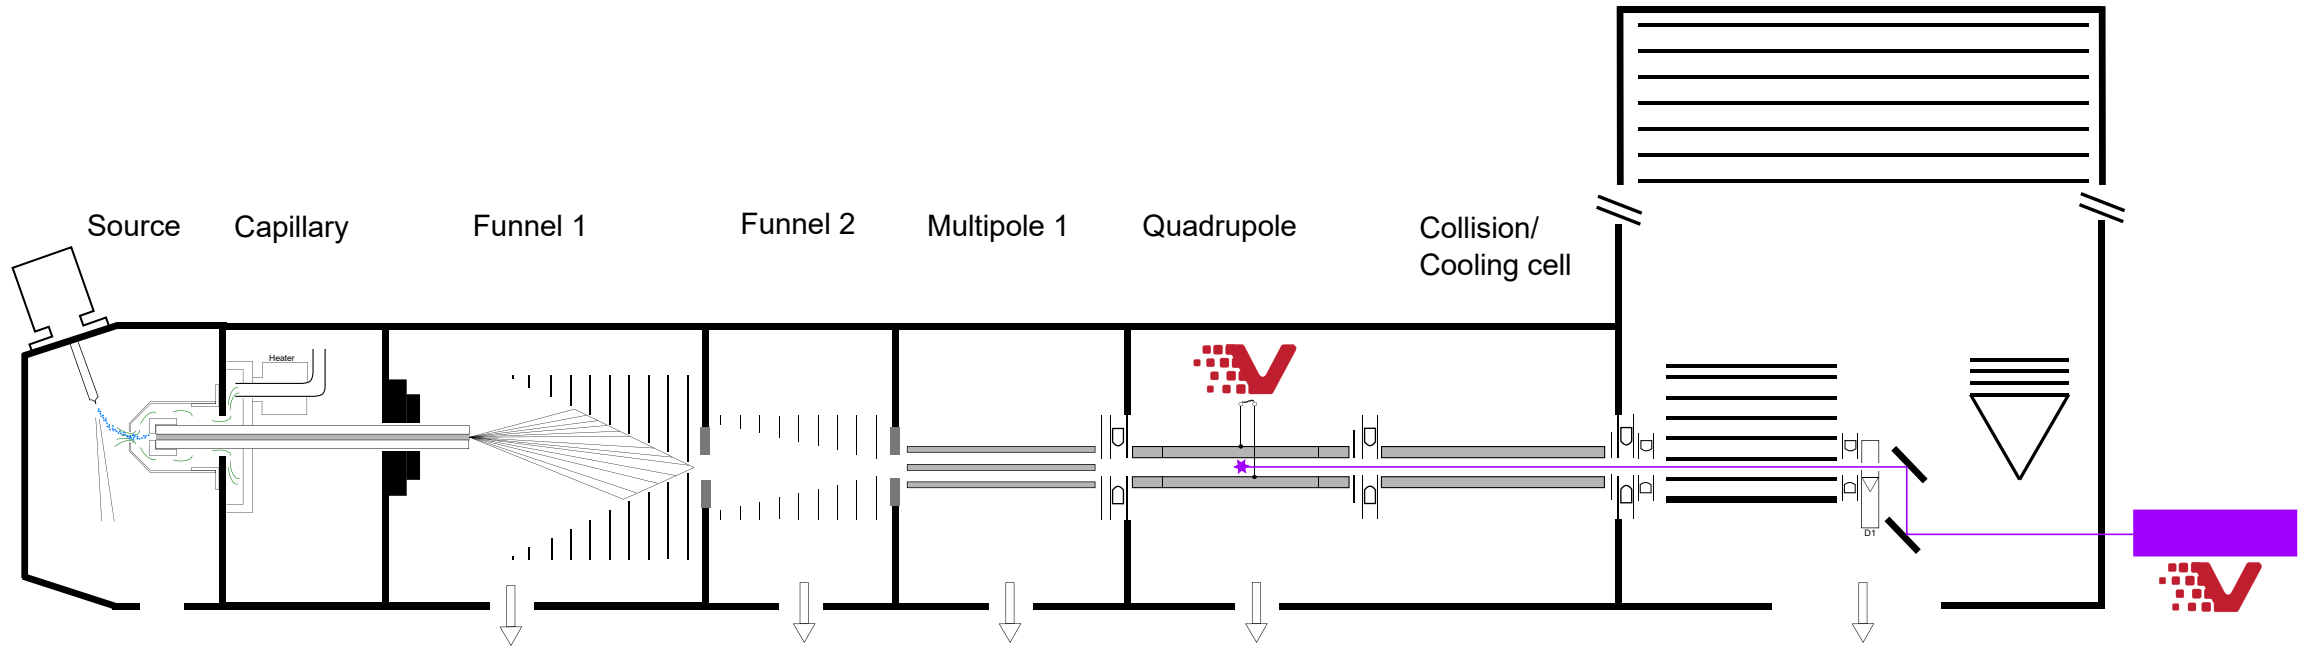 Source
Capillary
Funnel 1
Funnel 2
Multipole 1
Quadrupole
Collision/
Cooling cell
Heater
D1